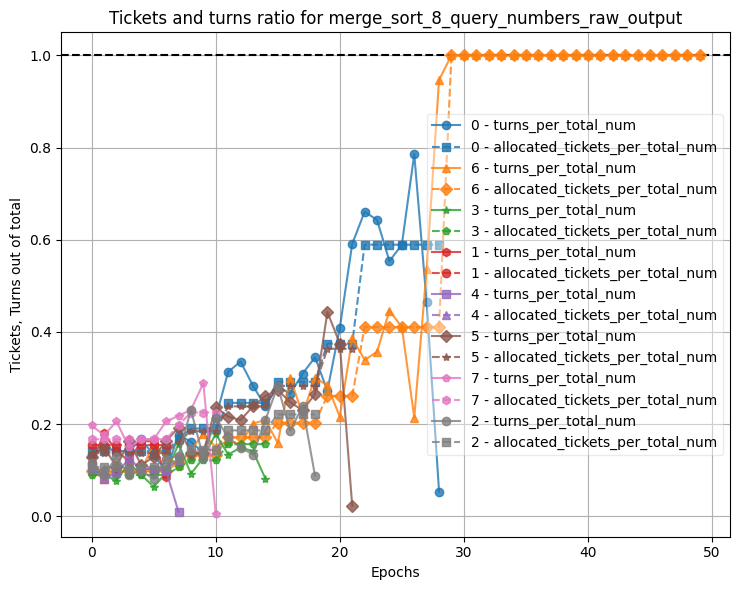 Tickets and turns ratio for merge_sort_8_query_numbers_raw_output
Tickets, Turns out of total
1.0
0.8
0.6
0.4
0.2
0.0
0 - turns_per_total_num
0 - allocated_tickets_per_total_num
6 - turns_per_total_num
6 - allocated_tickets_per_total_num
3 - turns_per_total_num
3 - allocated_tickets_per_total_num
1 - turns_per_total_num
1 - allocated_tickets_per_total_num
4 - turns_per_total_num
4 - allocated_tickets_per_total_num
5 - turns_per_total_num
5 - allocated_tickets_per_total_num
7 - turns_per_total_num
7 - allocated_tickets_per_total_num
2 - turns_per_total_num
2 - allocated_tickets_per_total_num
0 10 20 30 40 50
Epochs